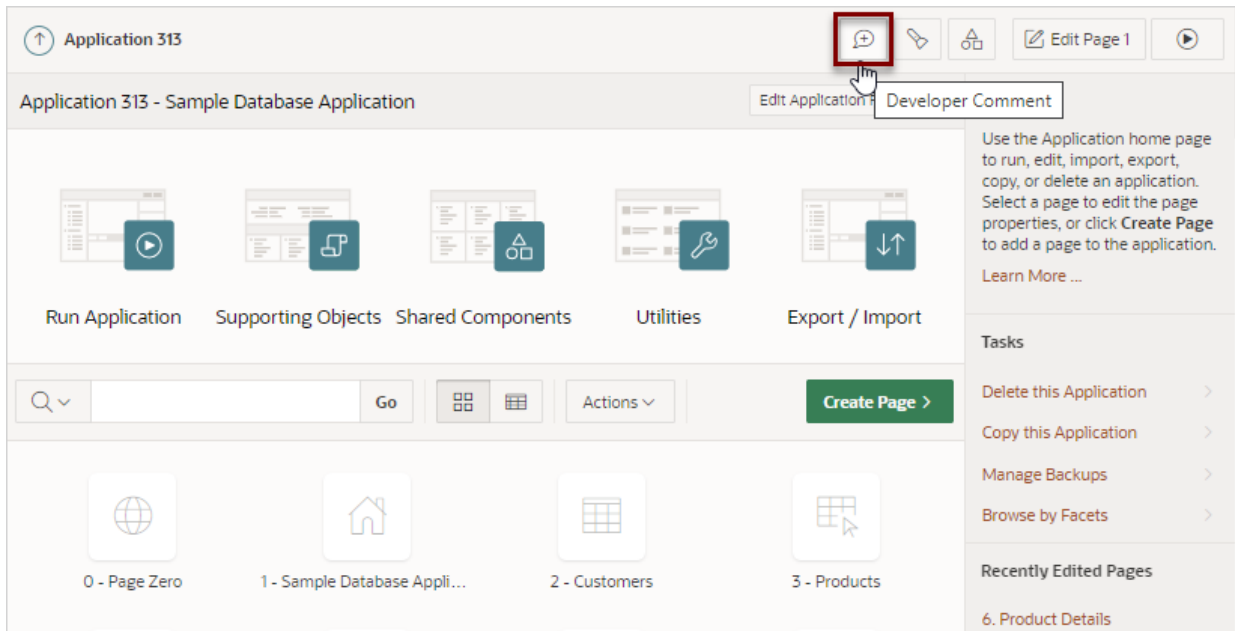 Application 313
Edit Page 1
Application 313 - Sample Database Application
Edit Application
Developer Comment
Use the Application home page
to run, edit, import, export,
copy, or delete an application.
Select a page to edit the page
properties, or click Create Page
to add a page to the application.
Learn More ...
Run Application
Supporting Objects
Shared Components
Utilities
Export / Import
Tasks
Go
Actions
Create Page >
Delete this Application
Copy this Application
Manage Backups
Browse by Facets
0 - Page Zero
1 - Sample Database Appli...
2 - Customers
3 - Products
Recently Edited Pages
6. Product Details